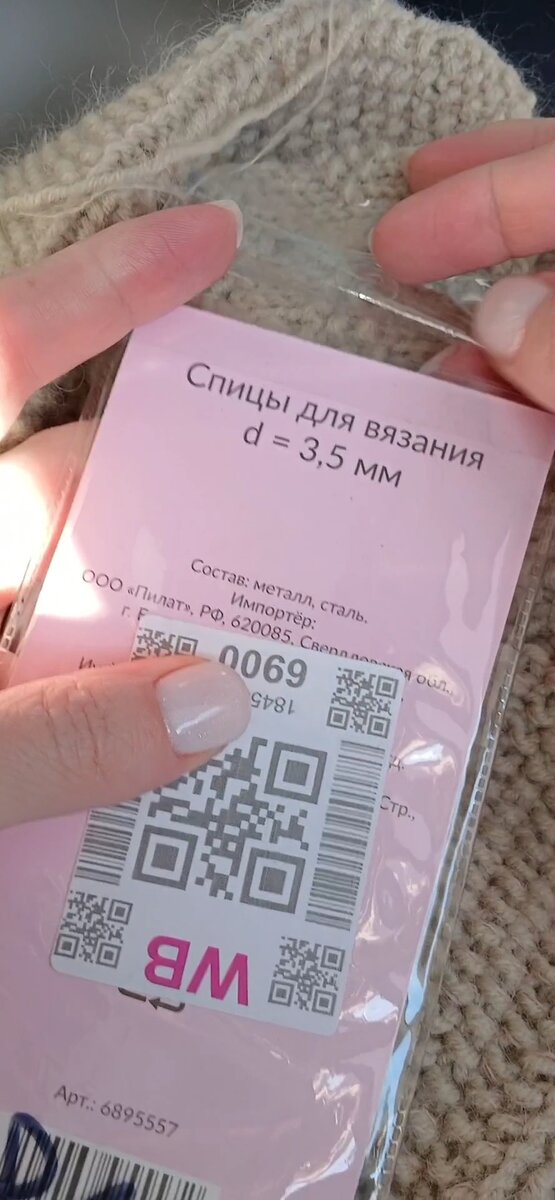 Спицы для вязания
d = 3,5 мм
Состав: металл, сталь.
Импортёр:
ООО «Пилат», РФ, 620085, Свердловская обл.,
г. Е
0069
1845
д.
Стр.,
WB
Арт.: 6895557